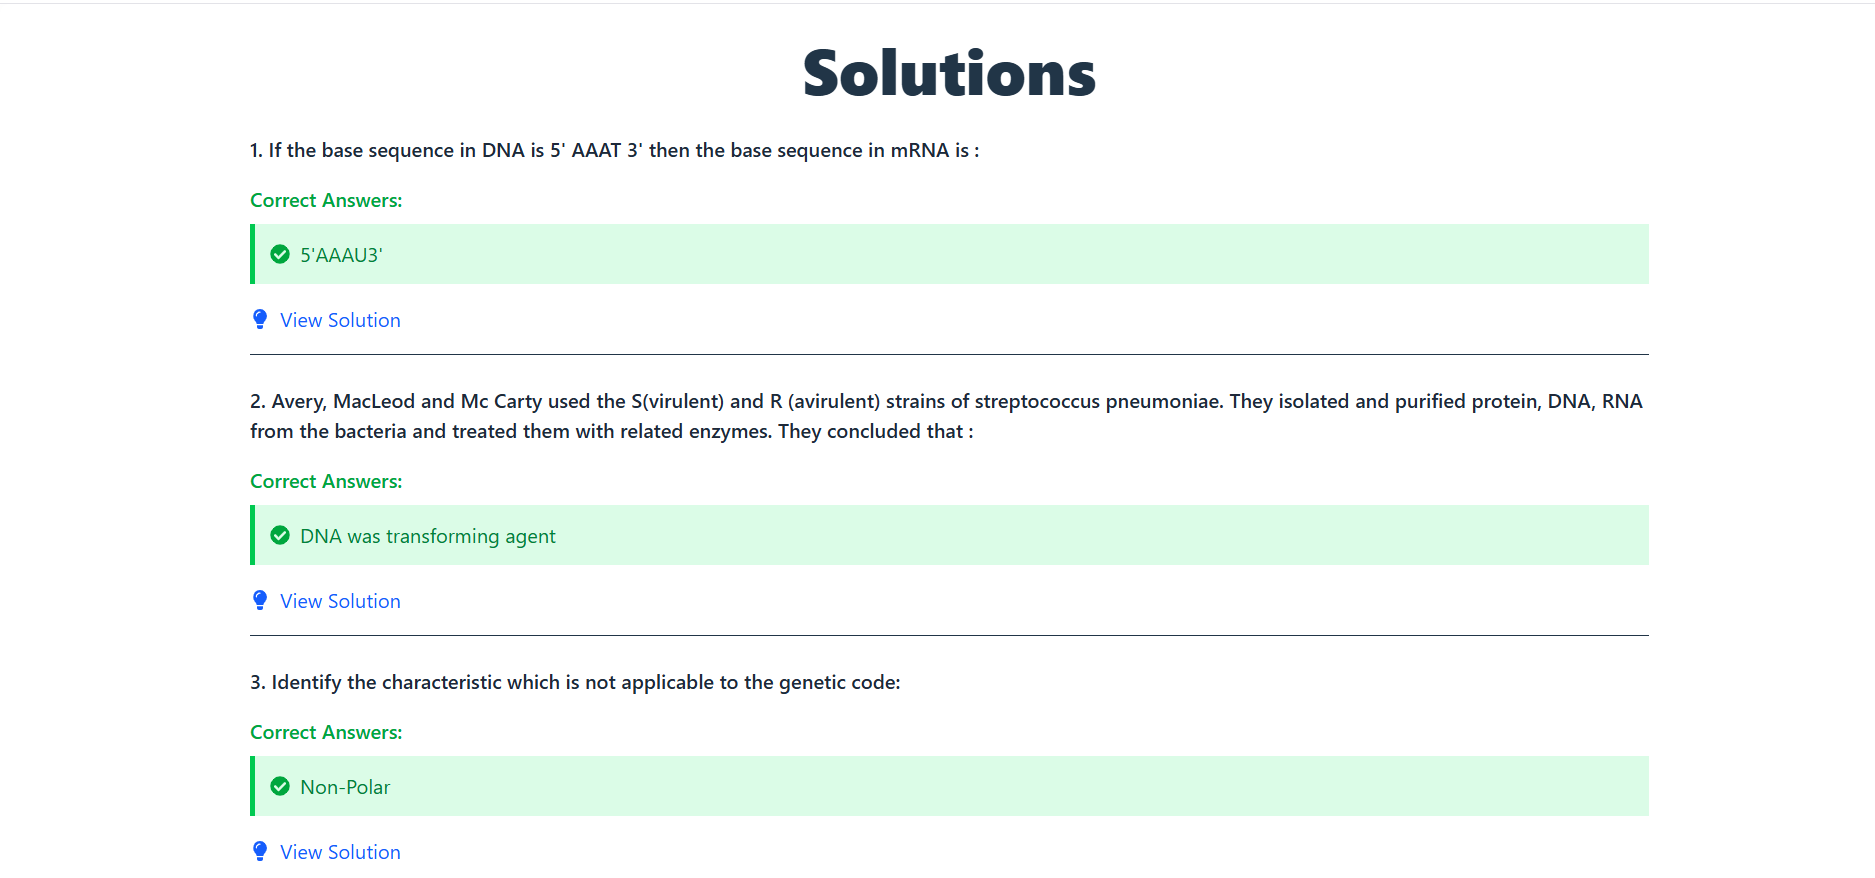 Solutions
1. If the base sequence in DNA is 5' AAAT 3' then the base sequence in mRNA is :
Correct Answers:
5'AAAU3'
View Solution
2. Avery, MacLeod and Mc Carty used the S(virulent) and R (avirulent) strains of streptococcus pneumoniae. They isolated and purified protein, DNA, RNA
from the bacteria and treated them with related enzymes. They concluded that :
Correct Answers:
DNA was transforming agent
View Solution
3. Identify the characteristic which is not applicable to the genetic code:
Correct Answers:
Non-Polar
View Solution